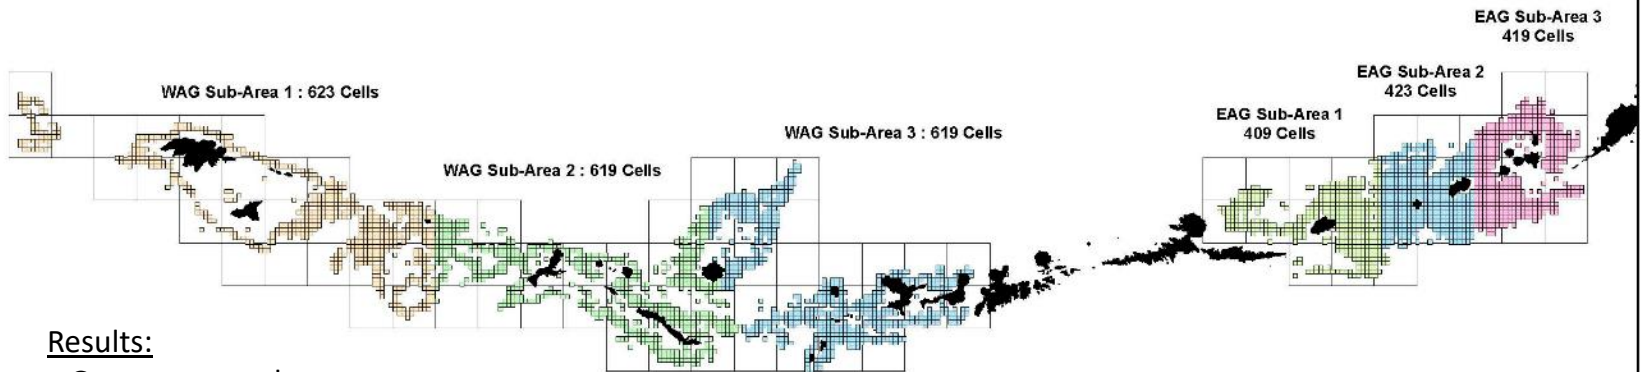 EAG Sub-Area 3
419 Cells
EAG Sub-Area 2
423 Cells
WAG Sub-Area 1 : 623 Cells
EAG Sub-Area 1
409 Cells
WAG Sub-Area 3 : 619 Cells
WAG Sub-Area 2 : 619 Cells
Results: